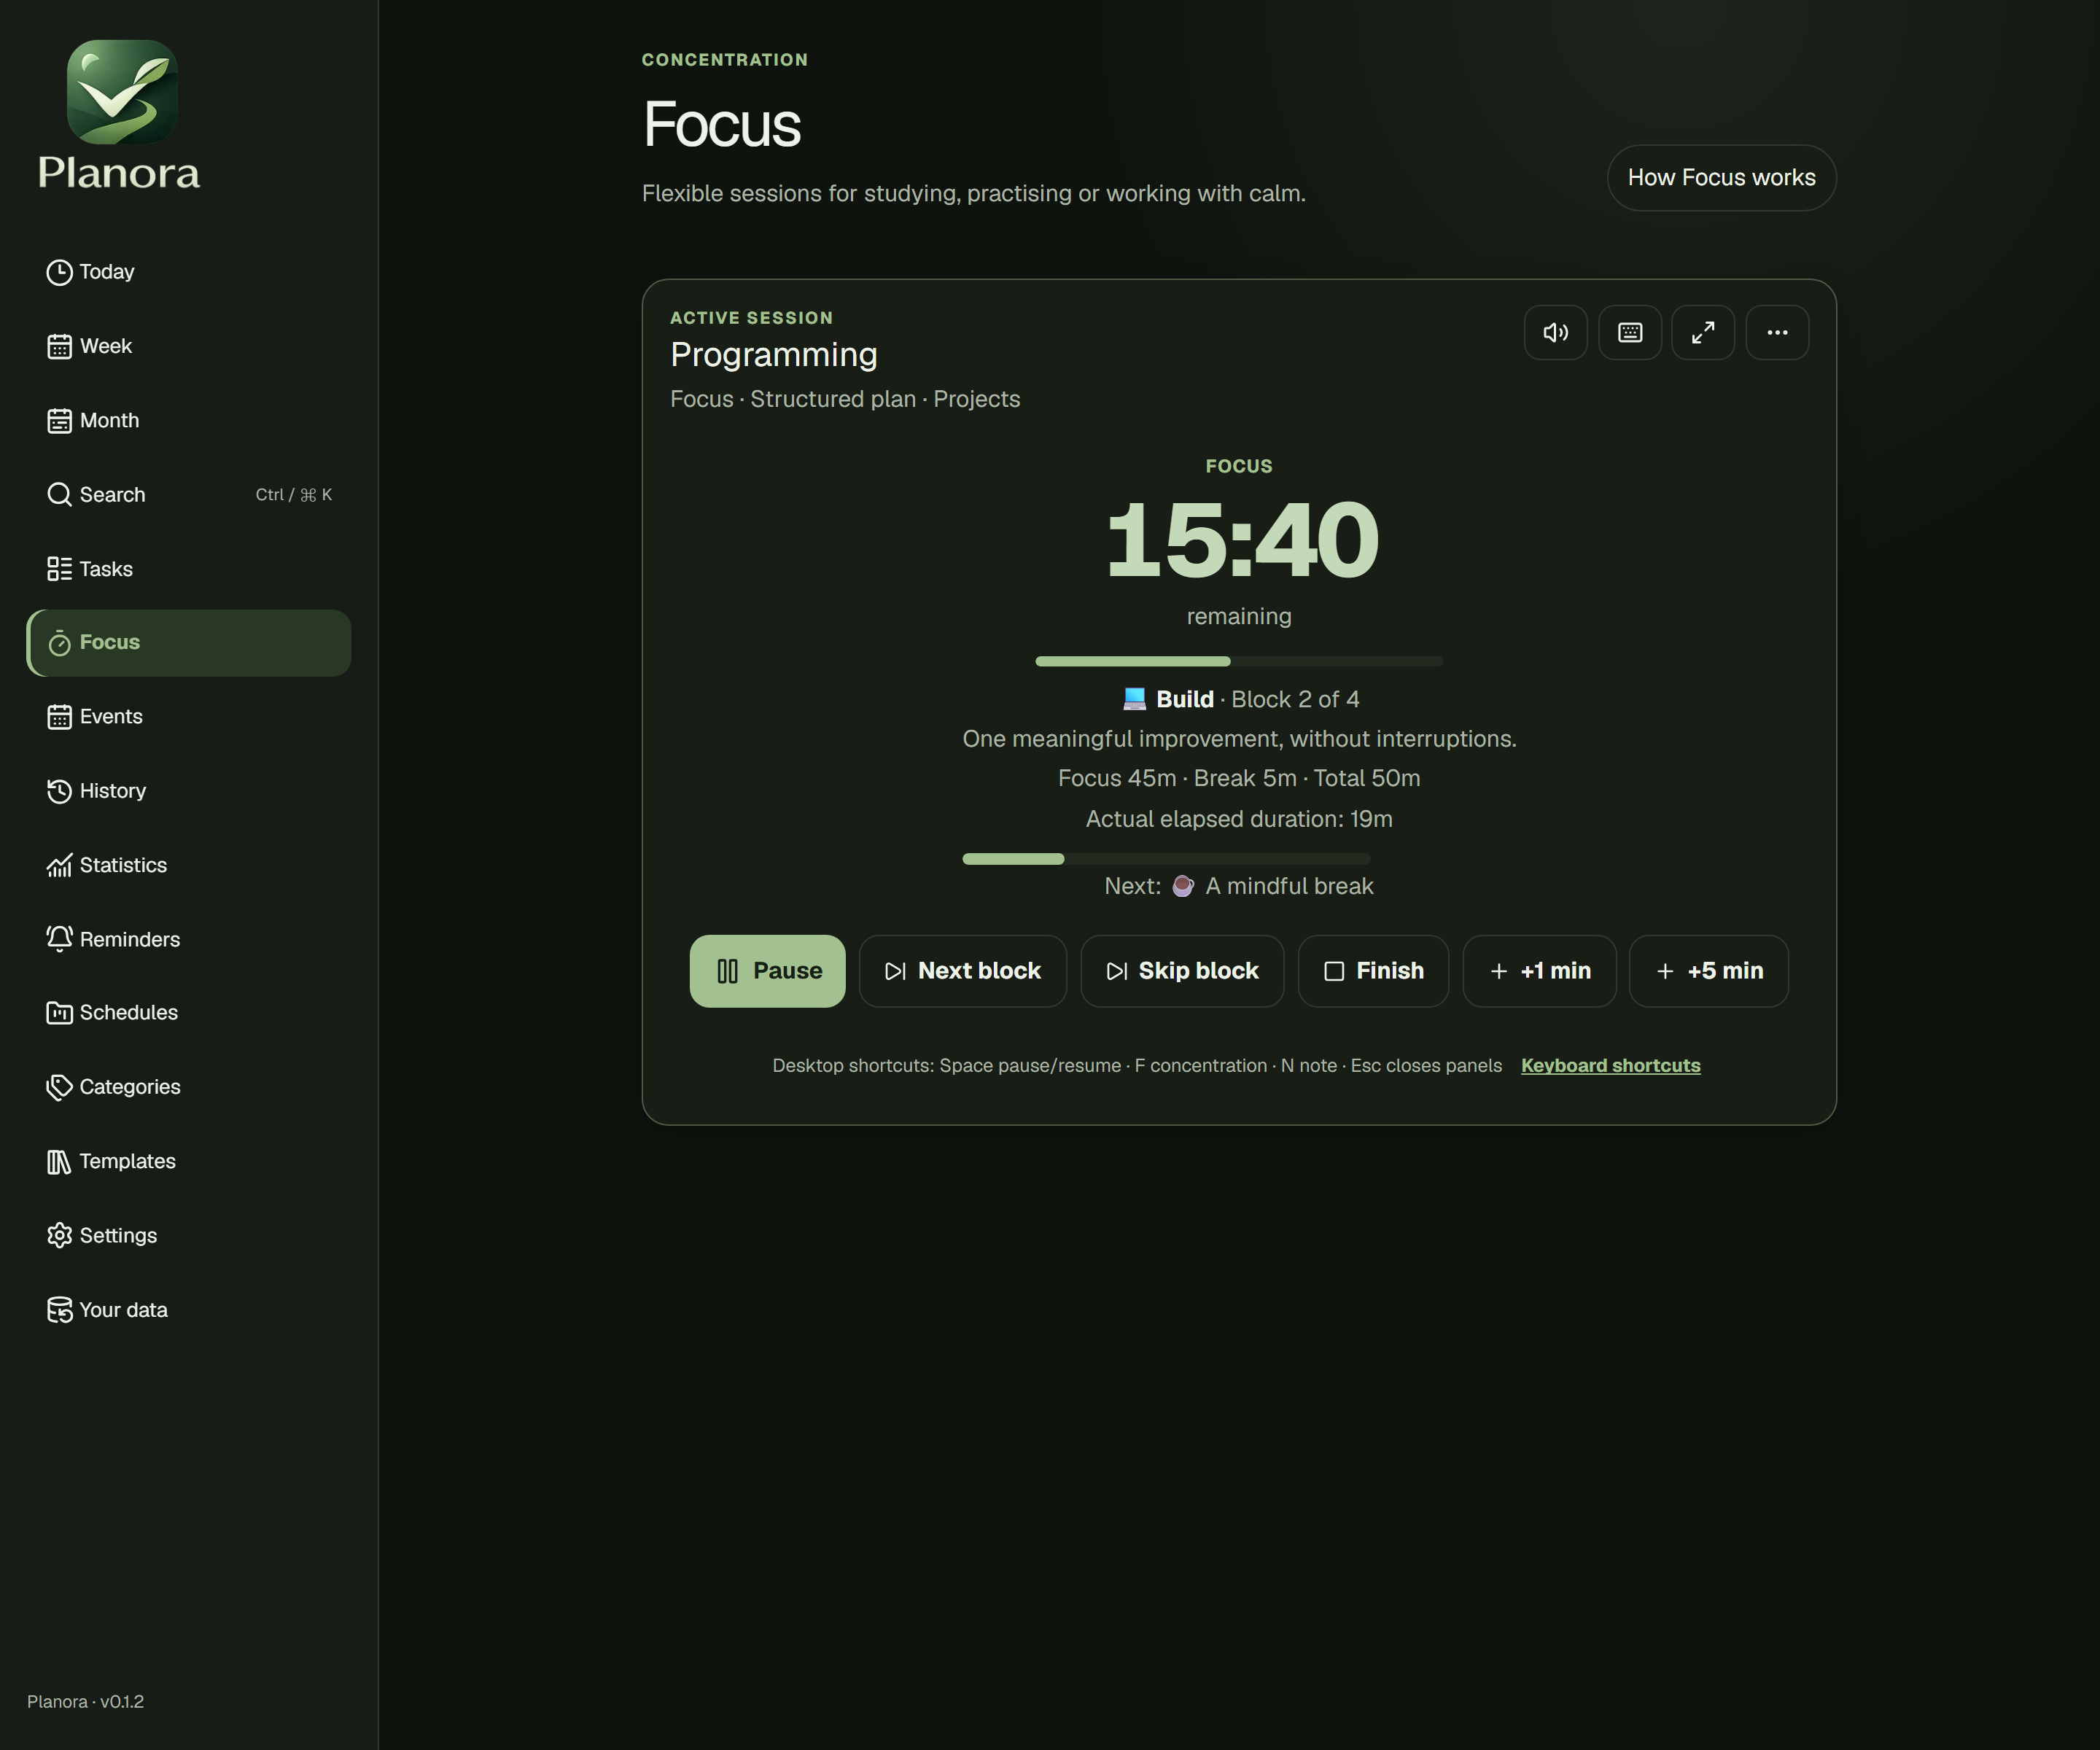 Planora
Today
Week
Month
Search Ctrl / ⌘ K
Tasks
Focus
Events
History
Statistics
Reminders
Schedules
Categories
Templates
Settings
Your data
Planora · v0.1.2
CONCENTRATION
Focus
Flexible sessions for studying, practising or working with calm.
How Focus works
ACTIVE SESSION
Programming
Focus · Structured plan · Projects
FOCUS
15:40
remaining
💻 Build · Block 2 of 4
One meaningful improvement, without interruptions.
Focus 45m · Break 5m · Total 50m
Actual elapsed duration: 19m
Next: ☕ A mindful break
Pause
Next block
Skip block
Finish
+1 min
+5 min
Desktop shortcuts: Space pause/resume · F concentration · N note · Esc closes panels Keyboard shortcuts